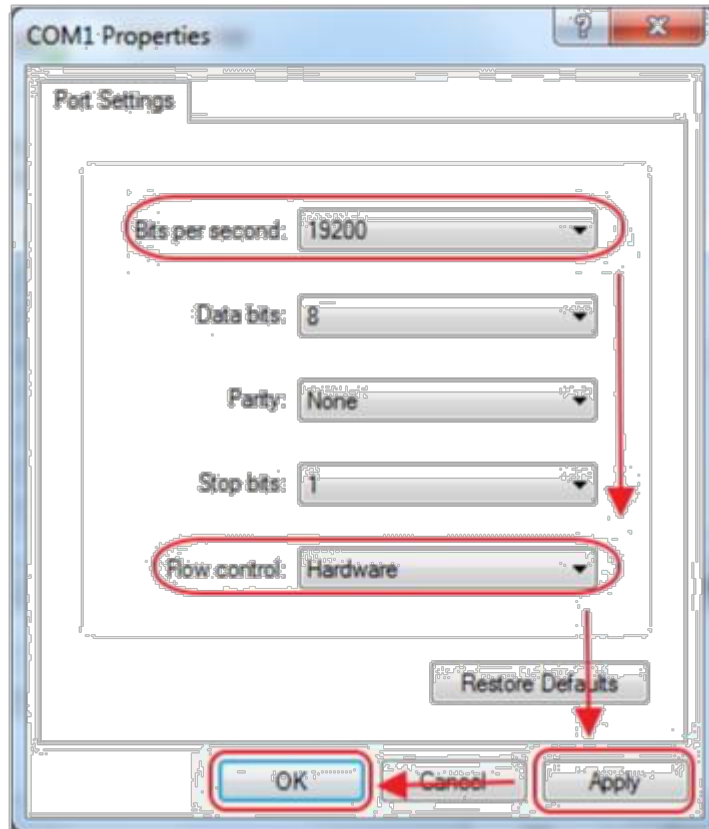 COM1 Properties
Port Settings
Bits per second: 19200
Data bits: 8
Parity: None
Stop bits: 1
Flow control: Hardware
Restore Defaults
OK Cancel Apply